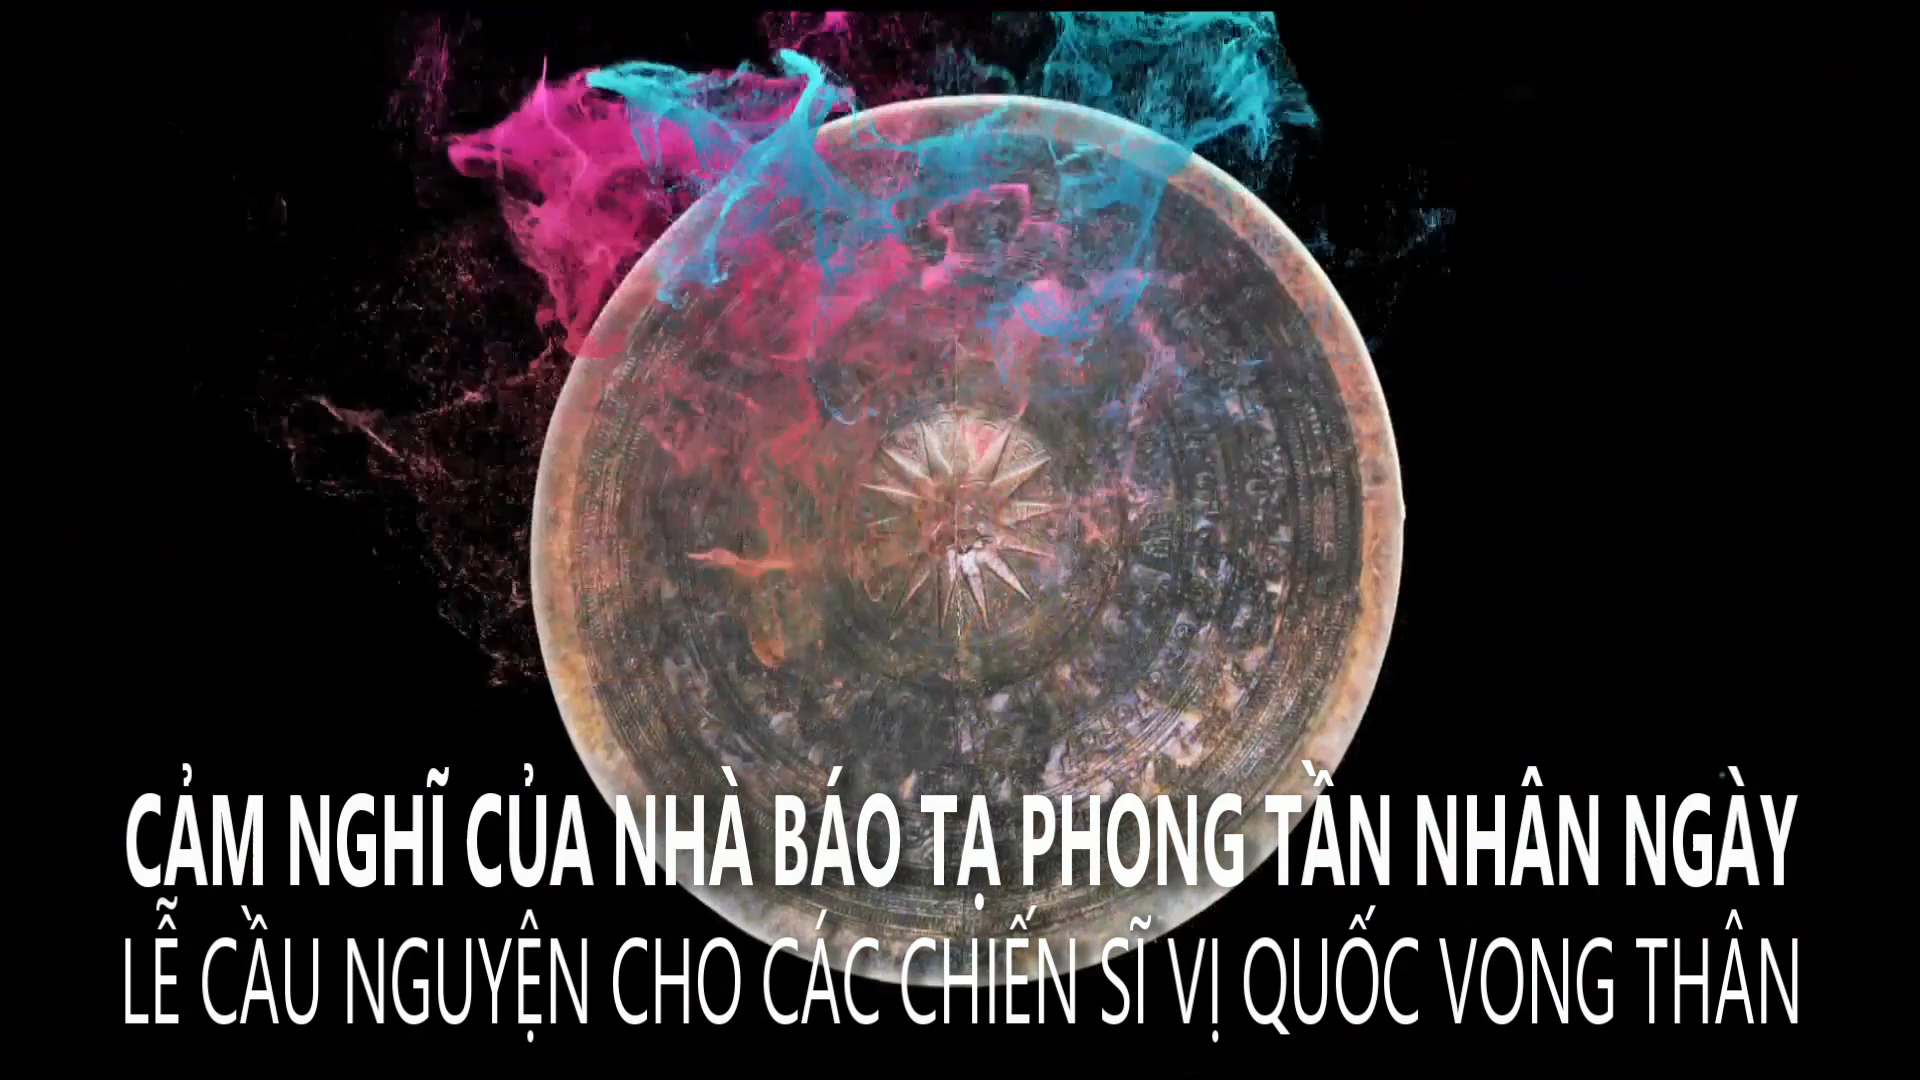 CẢM NGHĨ CỦA NHÀ BÁO TẠ PHONG TẦN NHÂN NGÀY
LỄ CẦU NGUYỆN CHO CÁC CHIẾN SĨ VỊ QUỐC VONG THÂN